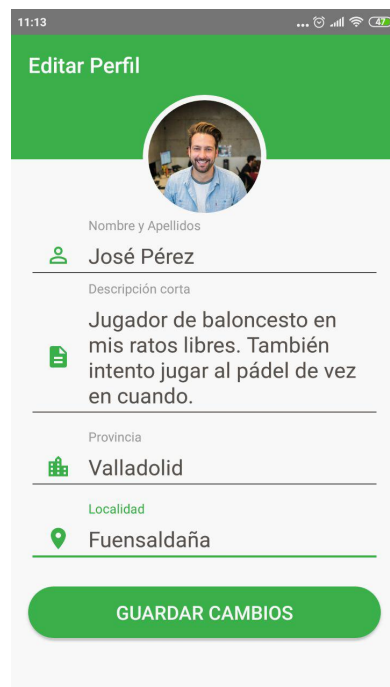 11:13
... 47
Editar Perfil
Nombre y Apellidos
José Pérez
Descripción corta
Jugador de baloncesto en
mis ratos libres. También
intento jugar al pádel de vez
en cuando.
Provincia
Valladolid
Localidad
Fuensaldaña
GUARDAR CAMBIOS